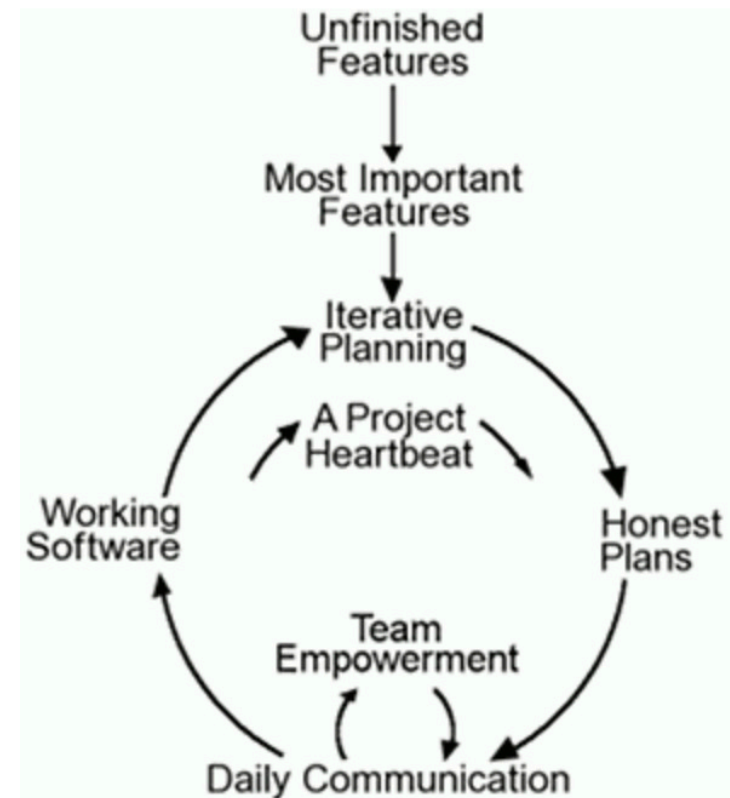 Unfinished
Features
Most Important
Features
Iterative
Planning
A Project
Heartbeat
Working
Software
Honest
Plans
Team
Empowerment
Daily Communication